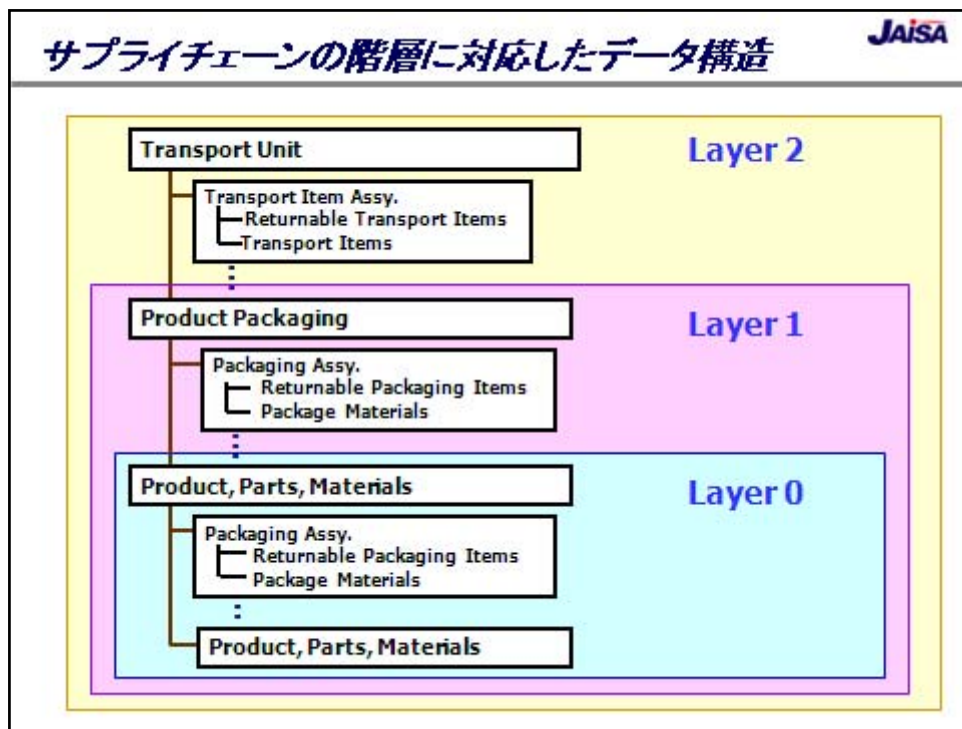 サプライチェーンの階層に対応したデータ構造
JAISA
Transport Unit
Layer 2
Transport Item Assy.
Returnable Transport Items
Transport Items
Product Packaging
Layer 1
Packaging Assy.
Returnable Packaging Items
Package Materials
Product, Parts, Materials
Layer 0
Packaging Assy.
Returnable Packaging Items
Package Materials
Product, Parts, Materials